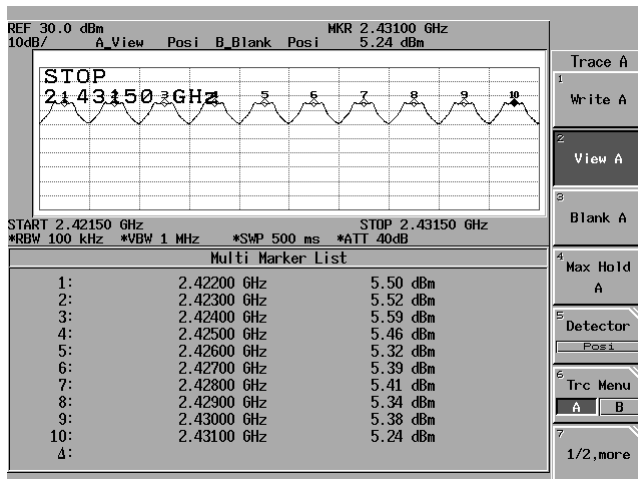 REF 30.0 dBm MKR 2.43100 GHz
10dB/ A_View Posi B_Blank Posi 5.24 dBm
STOP
2.43150 GHz
1 2 3 4 5 6 7 8 9 10
START 2.42150 GHz STOP 2.43150 GHz
*RBW 100 kHz *VBW 1 MHz *SWP 500 ms *ATT 40dB
Multi Marker List
1: 2.42200 GHz 5.50 dBm
2: 2.42300 GHz 5.52 dBm
3: 2.42400 GHz 5.59 dBm
4: 2.42500 GHz 5.46 dBm
5: 2.42600 GHz 5.32 dBm
6: 2.42700 GHz 5.39 dBm
7: 2.42800 GHz 5.41 dBm
8: 2.42900 GHz 5.34 dBm
9: 2.43000 GHz 5.38 dBm
10: 2.43100 GHz 5.24 dBm
Δ:
Trace A
1
Write A
2
View A
3
Blank A
4
Max Hold
A
5
Detector
Posi
6
Trc Menu
A B
7
1/2,more